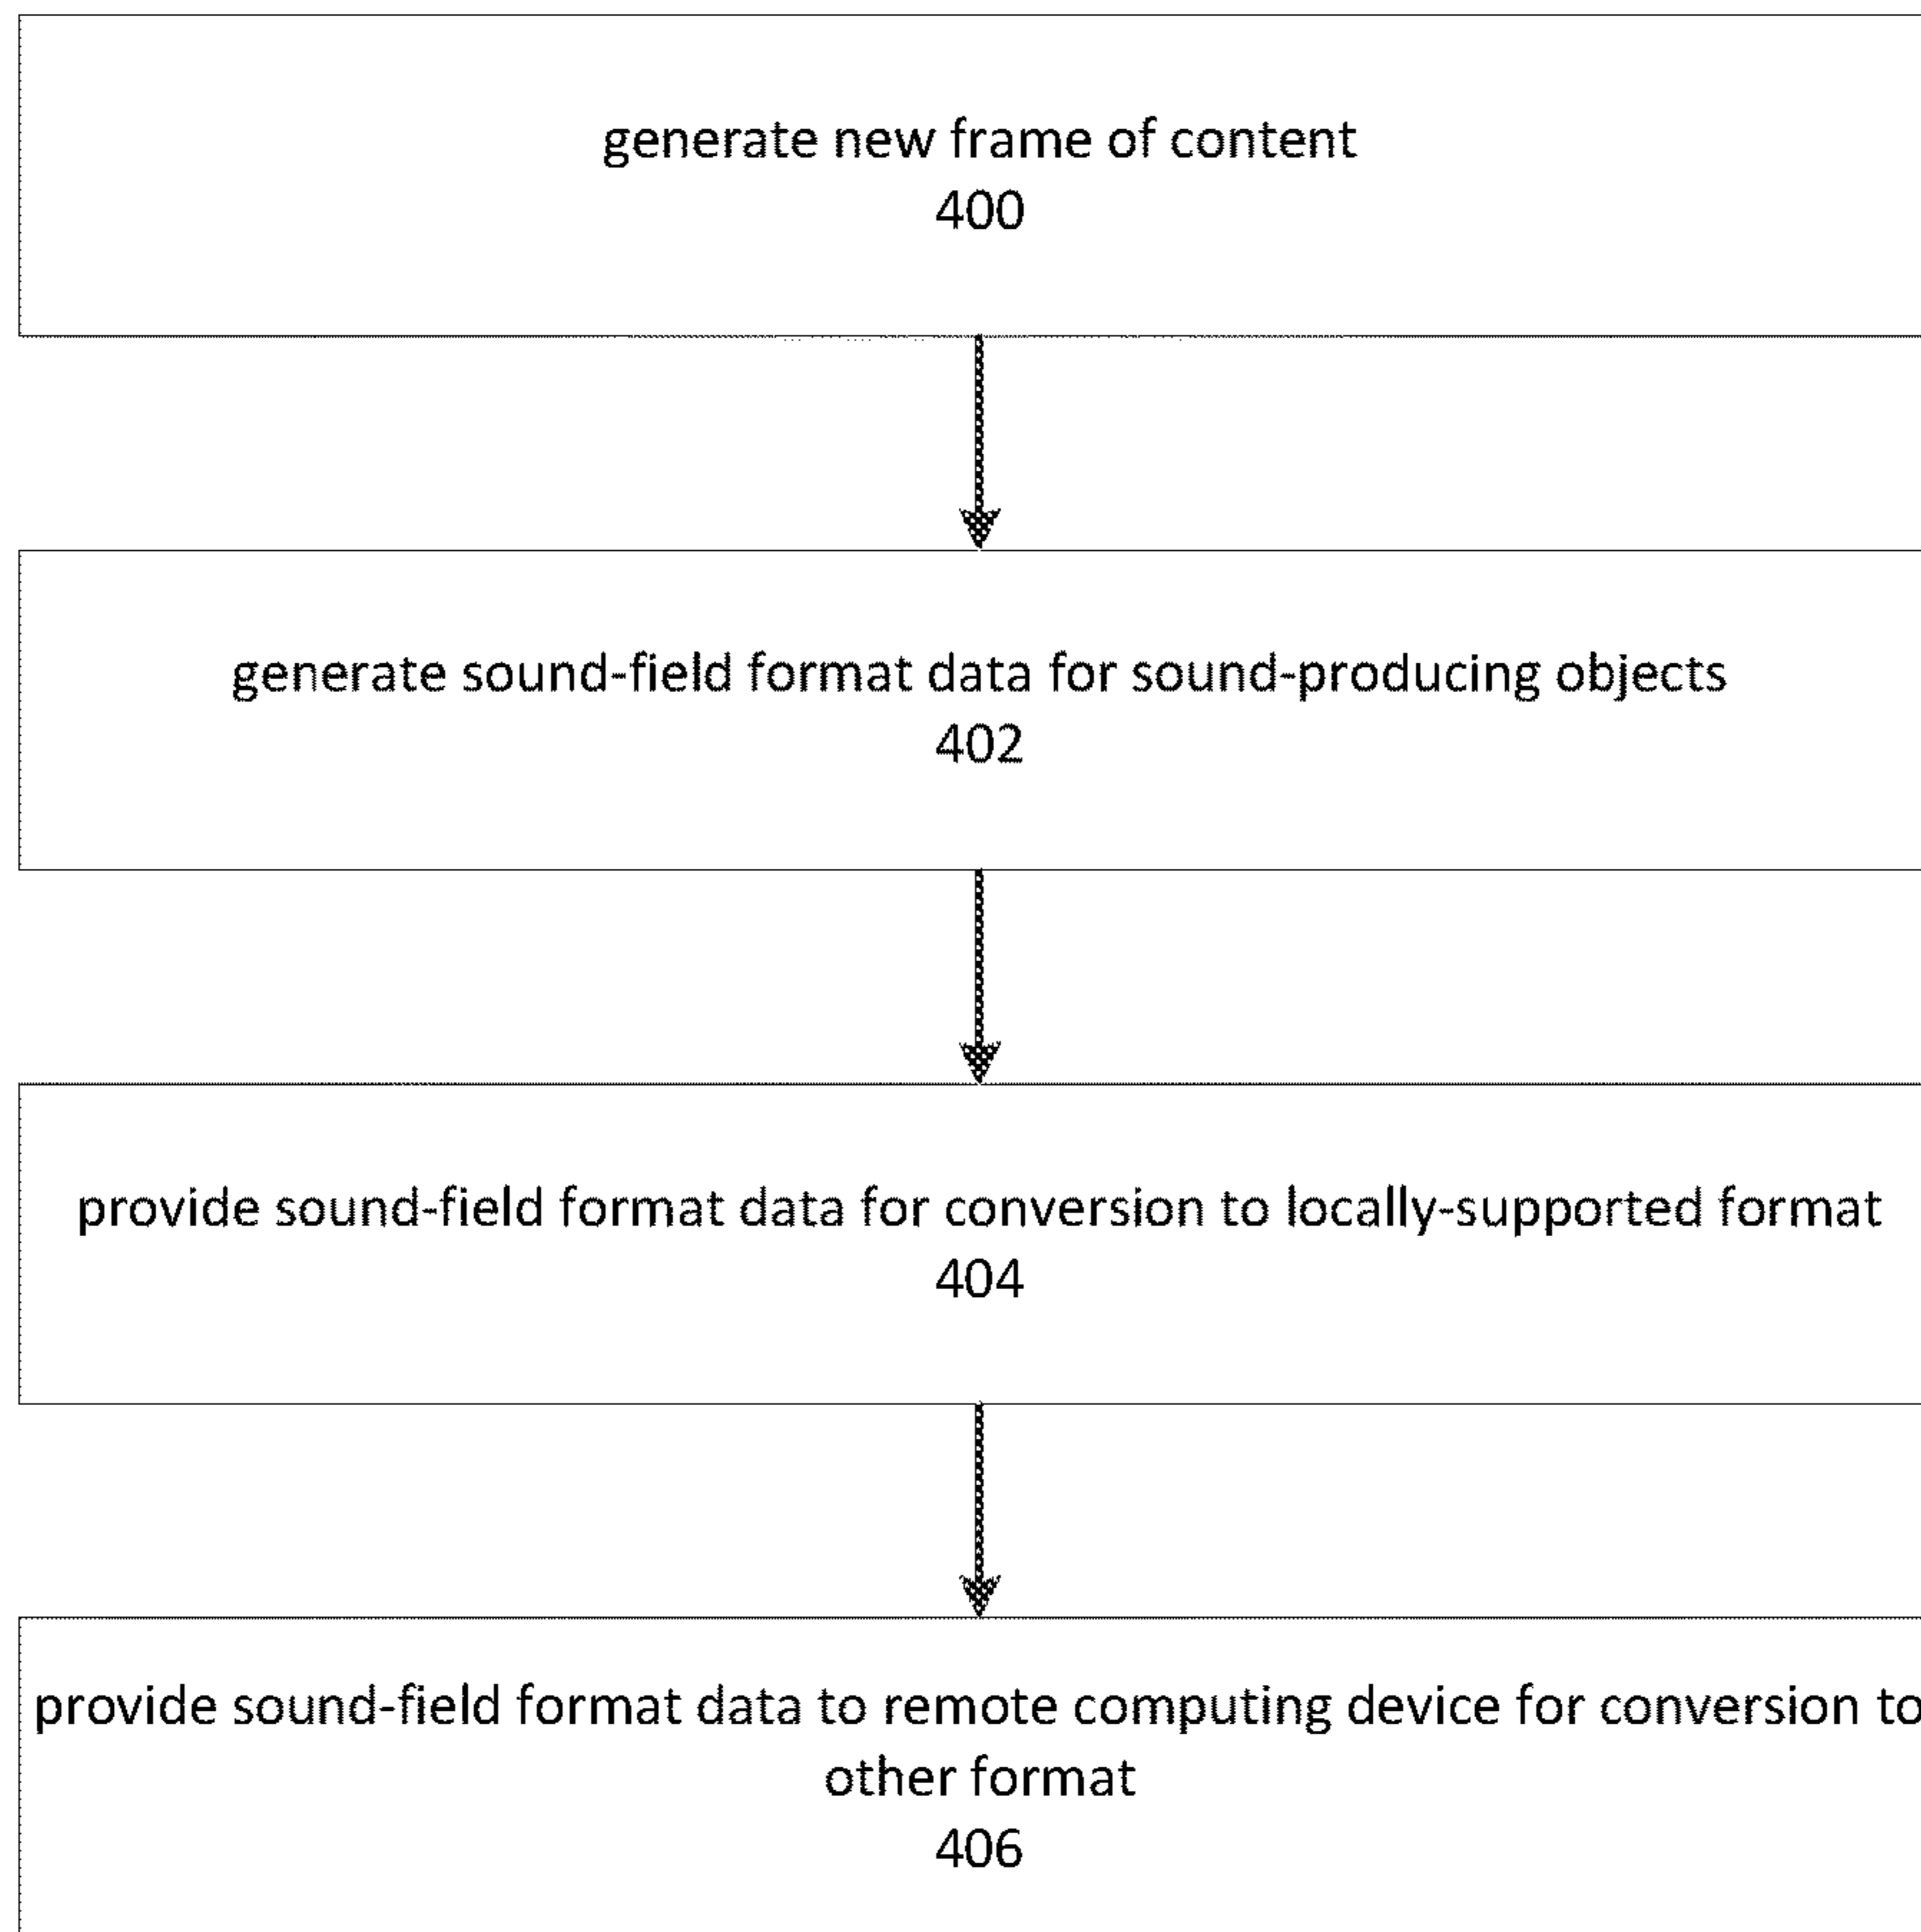 generate new frame of content
400
generate sound-field format data for sound-producing objects
402
provide sound-field format data for conversion to locally-supported format
404
provide sound-field format data to remote computing device for conversion to
other format
406